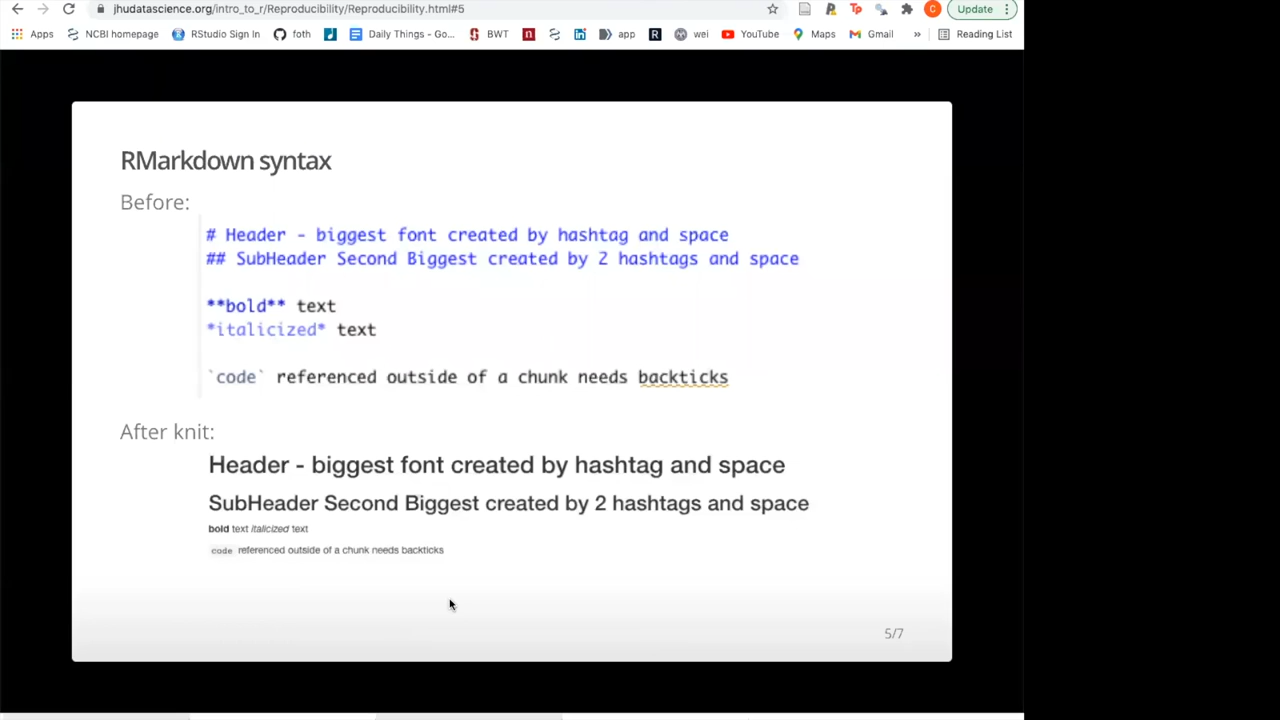 jhudatascience.org/intro_to_r/Reproducibility/Reproducibility.html#5
Update
Apps NCBI homepage RStudio Sign In foth Daily Things - Go... BWT app wei YouTube Maps Gmail » Reading List
RMarkdown syntax
Before:
# Header - biggest font created by hashtag and space
## SubHeader Second Biggest created by 2 hashtags and space
**bold** text
*italicized* text
`code` referenced outside of a chunk needs backticks
After knit:
Header - biggest font created by hashtag and space
SubHeader Second Biggest created by 2 hashtags and space
bold text italicized text
code referenced outside of a chunk needs backticks
5/7